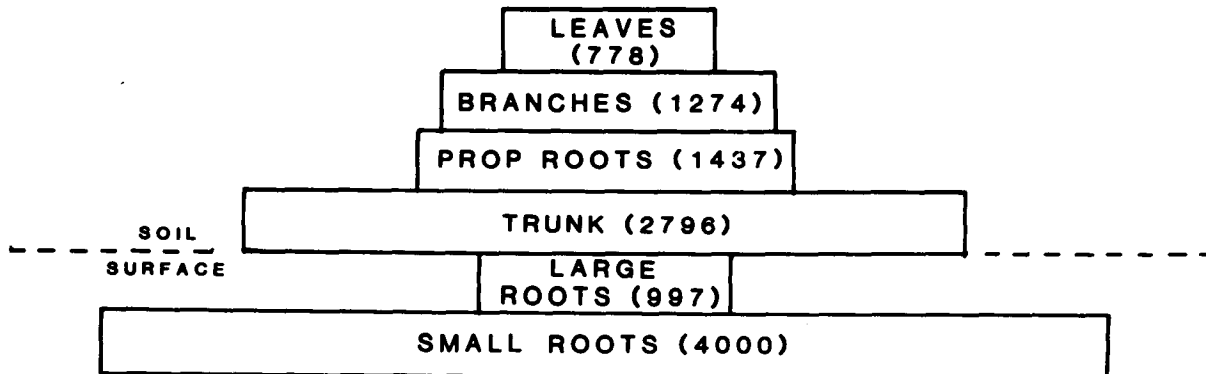 LEAVES
(778)
BRANCHES (1274)
PROP ROOTS (1437)
TRUNK (2796)
SOIL
SURFACE
LARGE
ROOTS (997)
SMALL ROOTS (4000)